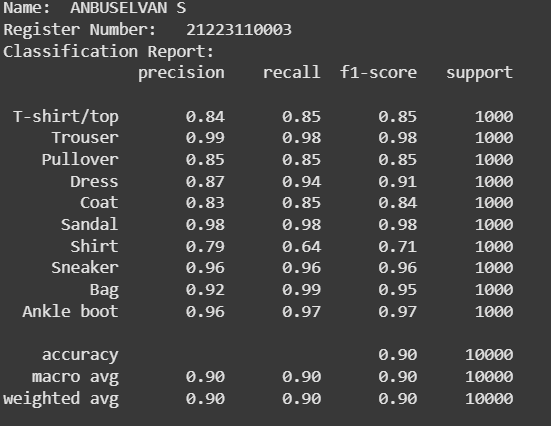 Name:  ANBUSELVAN S
Register Number:   21223110003
Classification Report:
              precision    recall  f1-score   support

 T-shirt/top       0.84      0.85      0.85      1000
     Trouser       0.99      0.98      0.98      1000
    Pullover       0.85      0.85      0.85      1000
       Dress       0.87      0.94      0.91      1000
        Coat       0.83      0.85      0.84      1000
      Sandal       0.98      0.98      0.98      1000
       Shirt       0.79      0.64      0.71      1000
     Sneaker       0.96      0.96      0.96      1000
         Bag       0.92      0.99      0.95      1000
  Ankle boot       0.96      0.97      0.97      1000

    accuracy                           0.90     10000
   macro avg       0.90      0.90      0.90     10000
weighted avg       0.90      0.90      0.90     10000